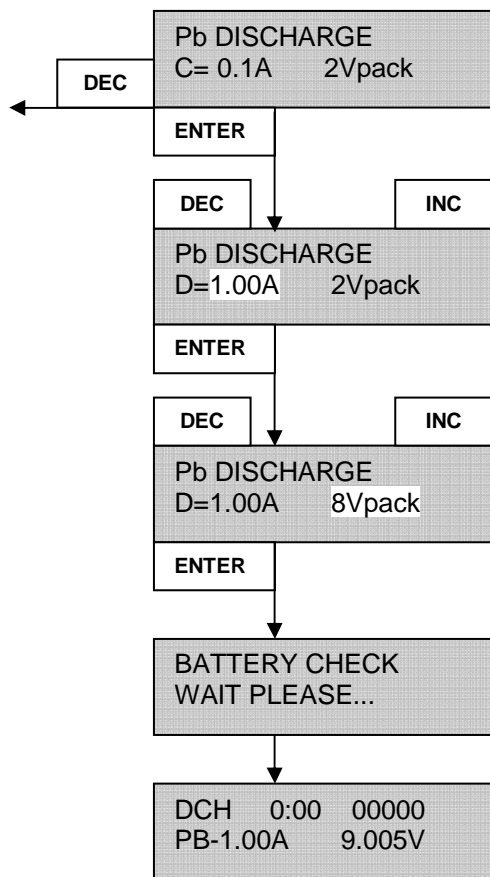 Pb DISCHARGE
C= 0.1A 2Vpack
DEC
ENTER
DEC INC
Pb DISCHARGE
D=1.00A 2Vpack
ENTER
DEC INC
Pb DISCHARGE
D=1.00A 8Vpack
ENTER
BATTERY CHECK
WAIT PLEASE...
DCH 0:00 00000
PB-1.00A 9.005V